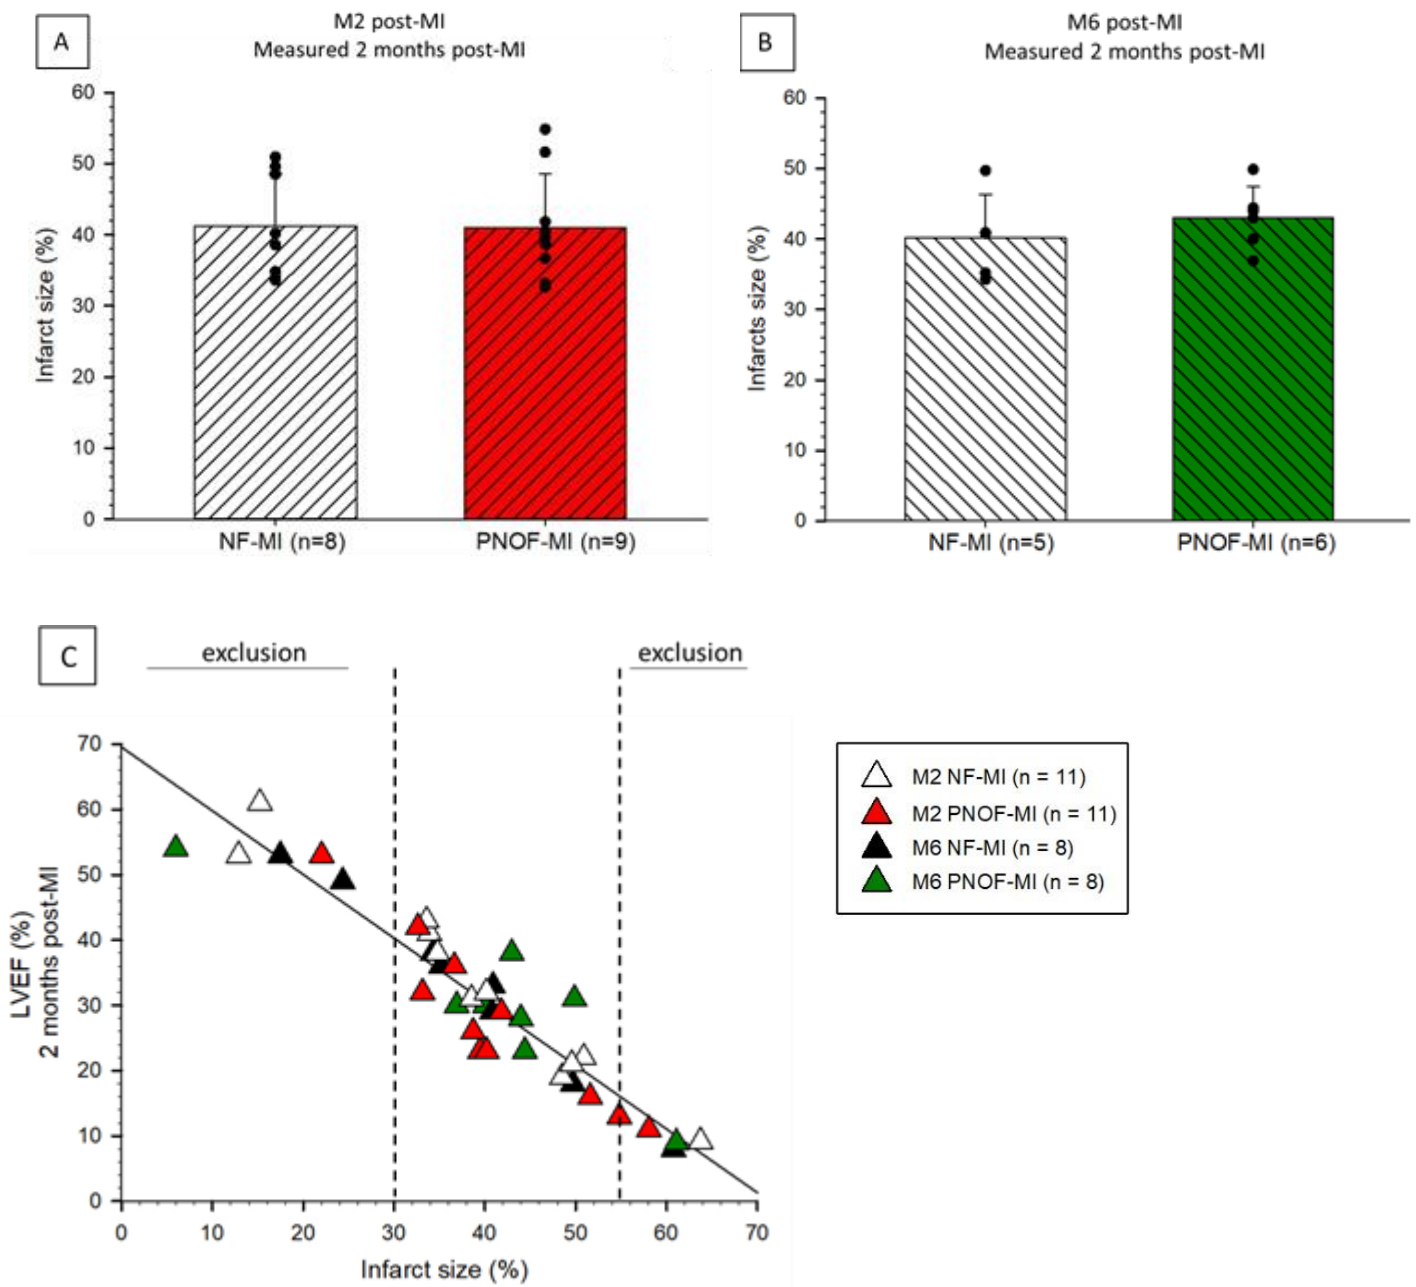 A
M2 post-MI
Measured 2 months post-MI
60
50
40
30
20
10
0
Infarct size (%)
NF-MI (n=8)
PNOF-MI (n=9)
B
M6 post-MI
Measured 2 months post-MI
60
50
40
30
20
10
0
Infarcts size (%)
NF-MI (n=5)
PNOF-MI (n=6)
C
exclusion
exclusion
70
60
50
40
30
20
10
0
LVEF (%)
2 months post-MI
0 10 20 30 40 50 60 70
Infarct size (%)
M2 NF-MI (n = 11)
M2 PNOF-MI (n = 11)
M6 NF-MI (n = 8)
M6 PNOF-MI (n = 8)